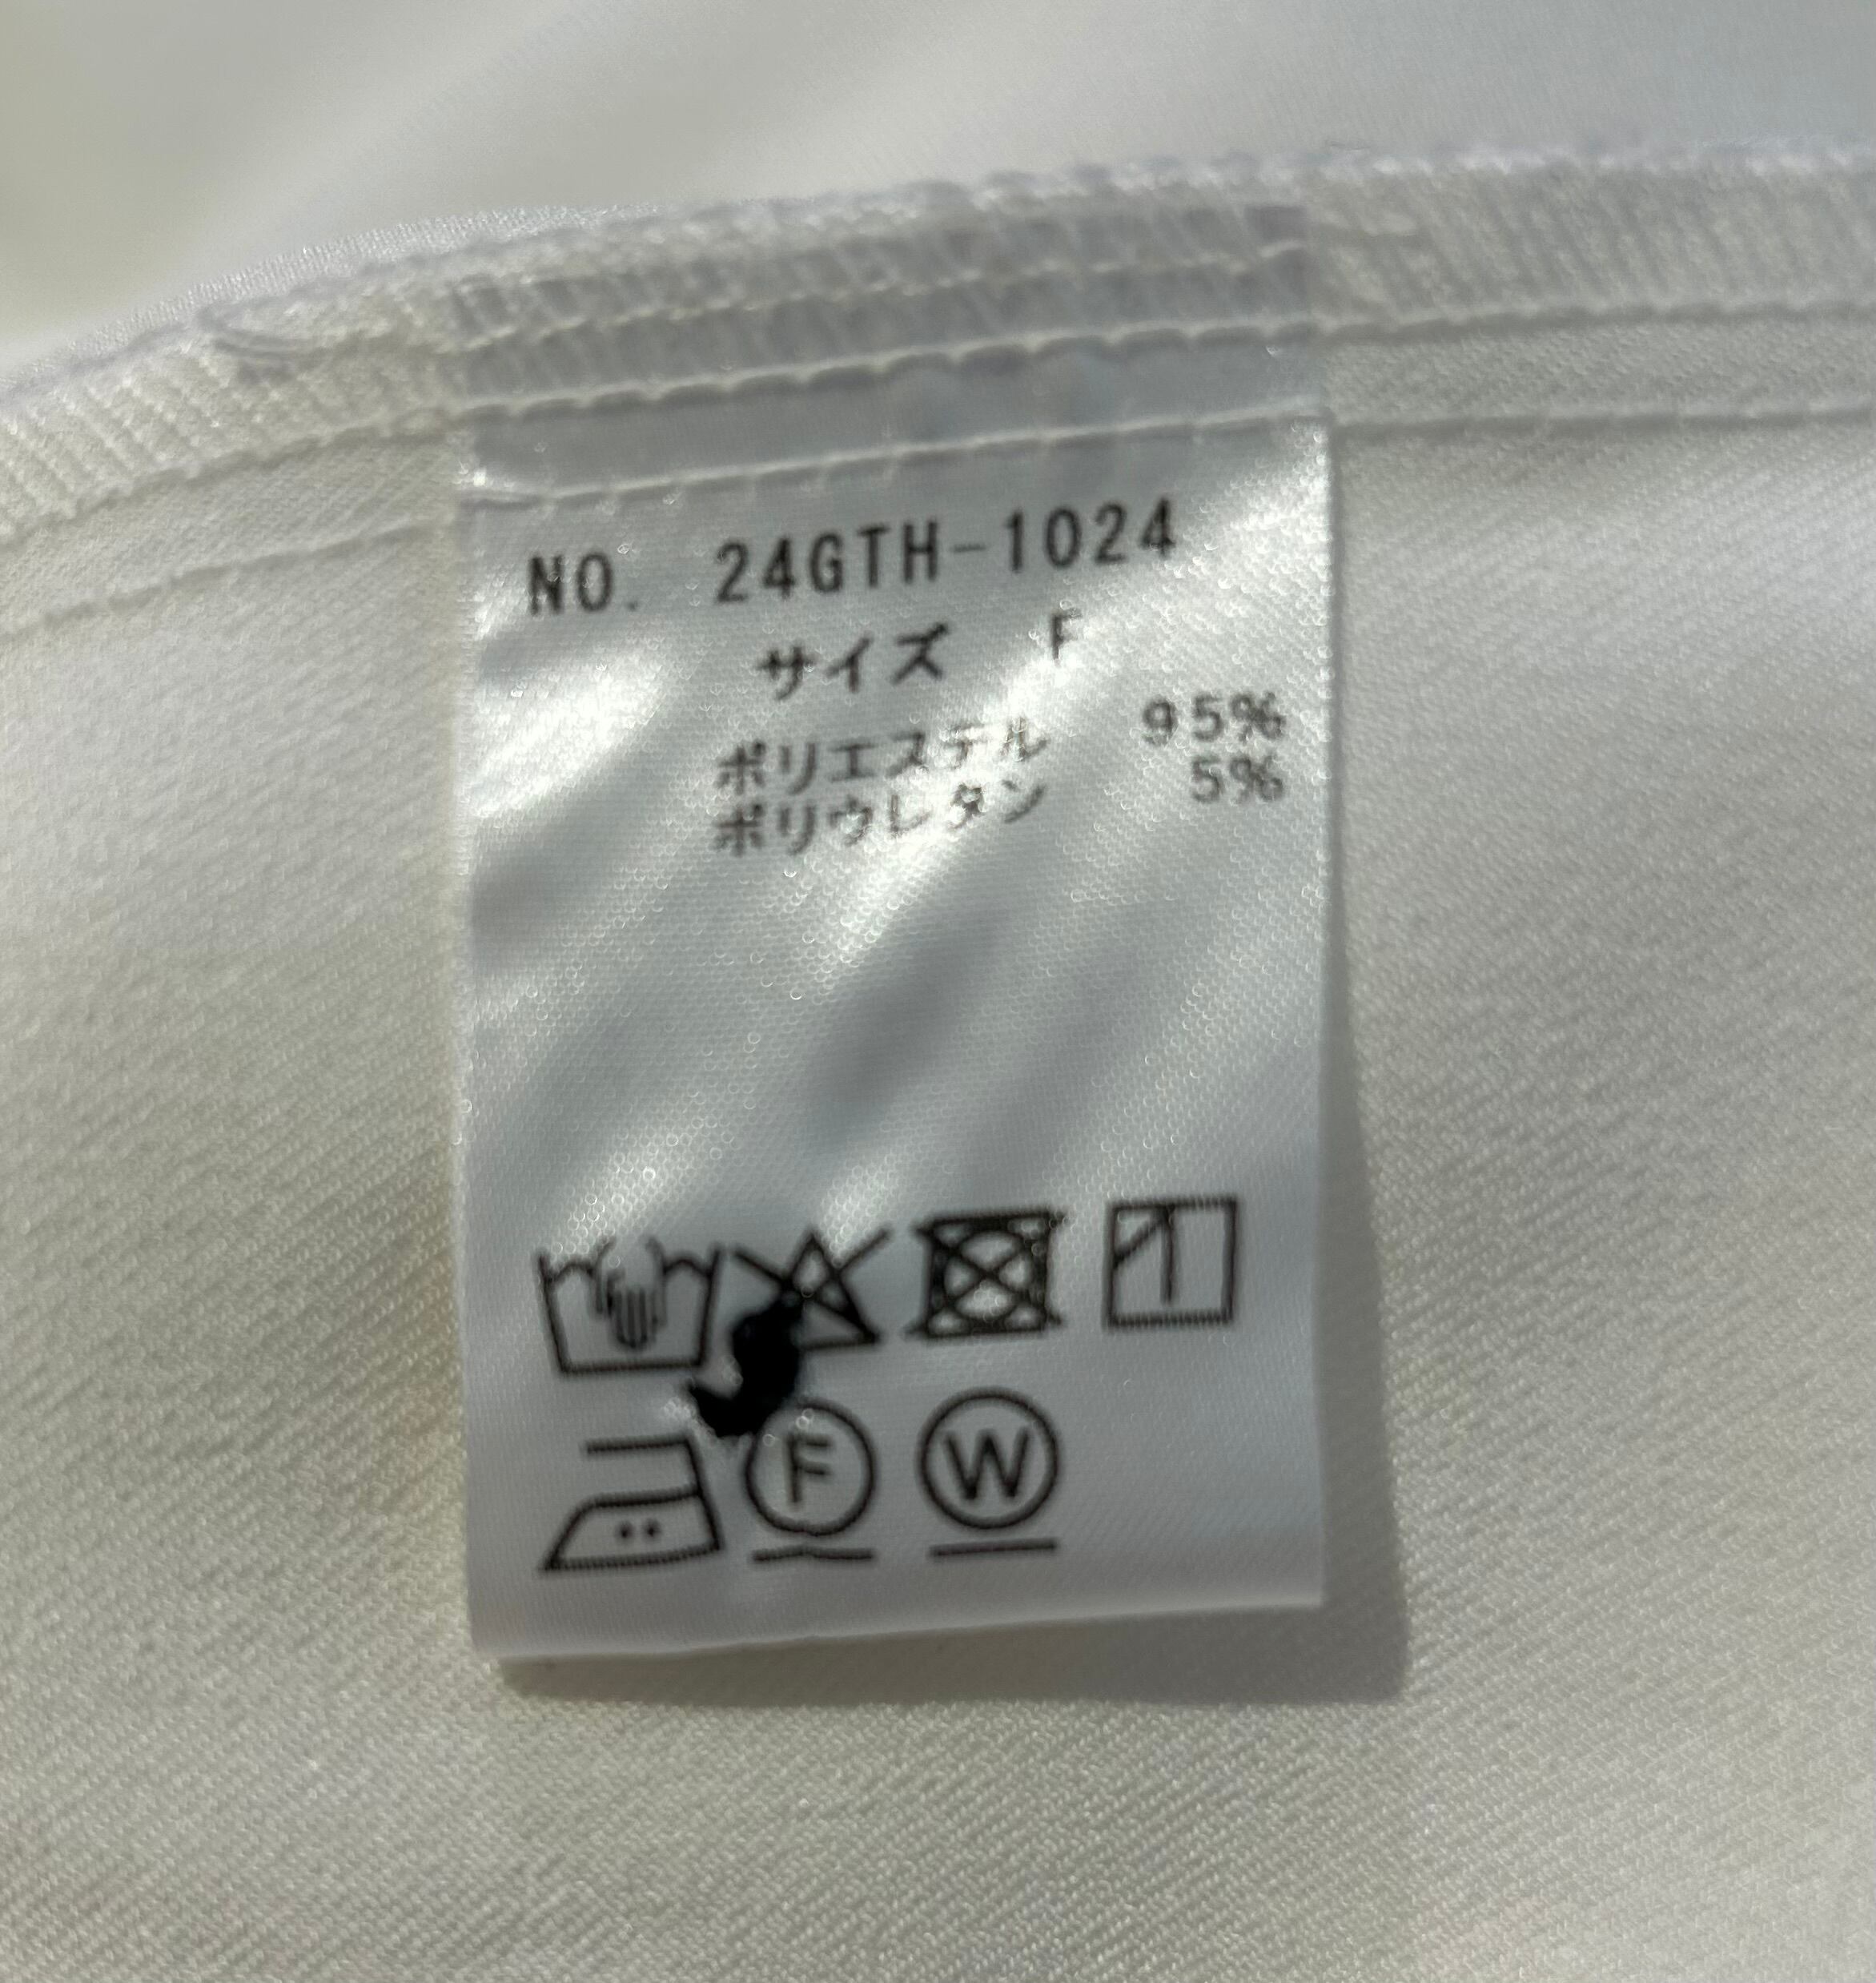 NO. 24GTH-1024
サイズ F
ポリエステル 95%
ポリウレタン 5%
F W